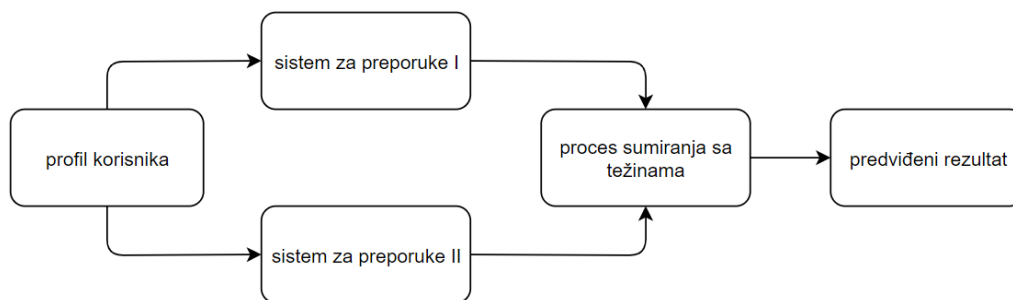 sistem za preporuke I
profil korisnika
proces sumiranja sa
težinama
predviđeni rezultat
sistem za preporuke II